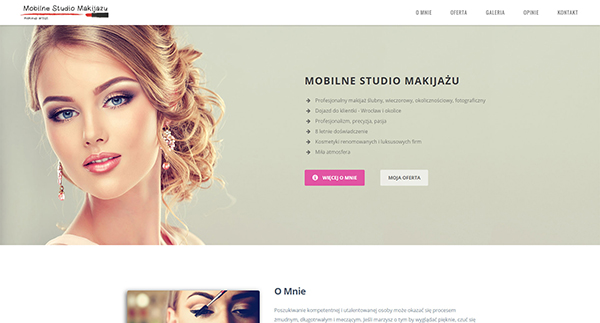 Mobilne Studio Makijażu
makeup artist
O MNIE OFERTA GALERIA OPINIE KONTAKT
MOBILNE STUDIO MAKIJAŻU
Profesjonalny makijaż ślubny, wieczorowy, okolicznościowy, fotograficzny
Dojazd do klientki - Wrocław i okolice
Profesjonalizm, precyzja, pasja
8 letnie doświadczenie
Kosmetyki renomowanych i luksusowych firm
Miła atmosfera
WIĘCEJ O MNIE MOJA OFERTA
O Mnie
Poszukiwanie kompetentnej i utalentowanej osoby może okazać się procesem
żmudnym, długotrwałym i męczącym. Jeśli marzysz o tym by wyglądać pięknie, czuć się